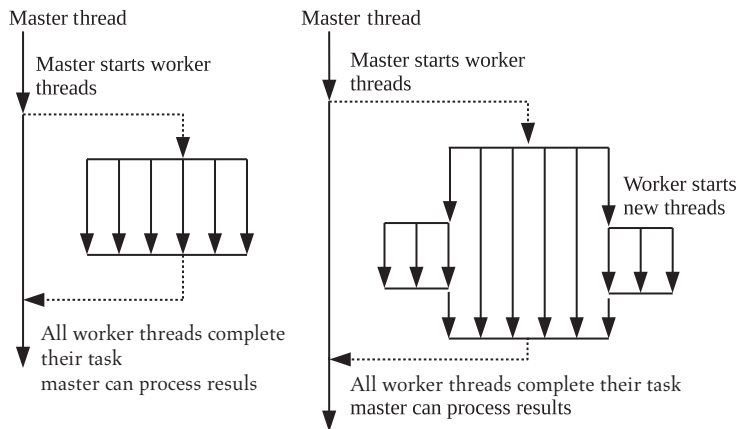 Master thread
Master starts worker
threads
All worker threads complete
their task
master can process resuls
Master thread
Master starts worker
threads
Worker starts
new threads
All worker threads complete their task
master can process results